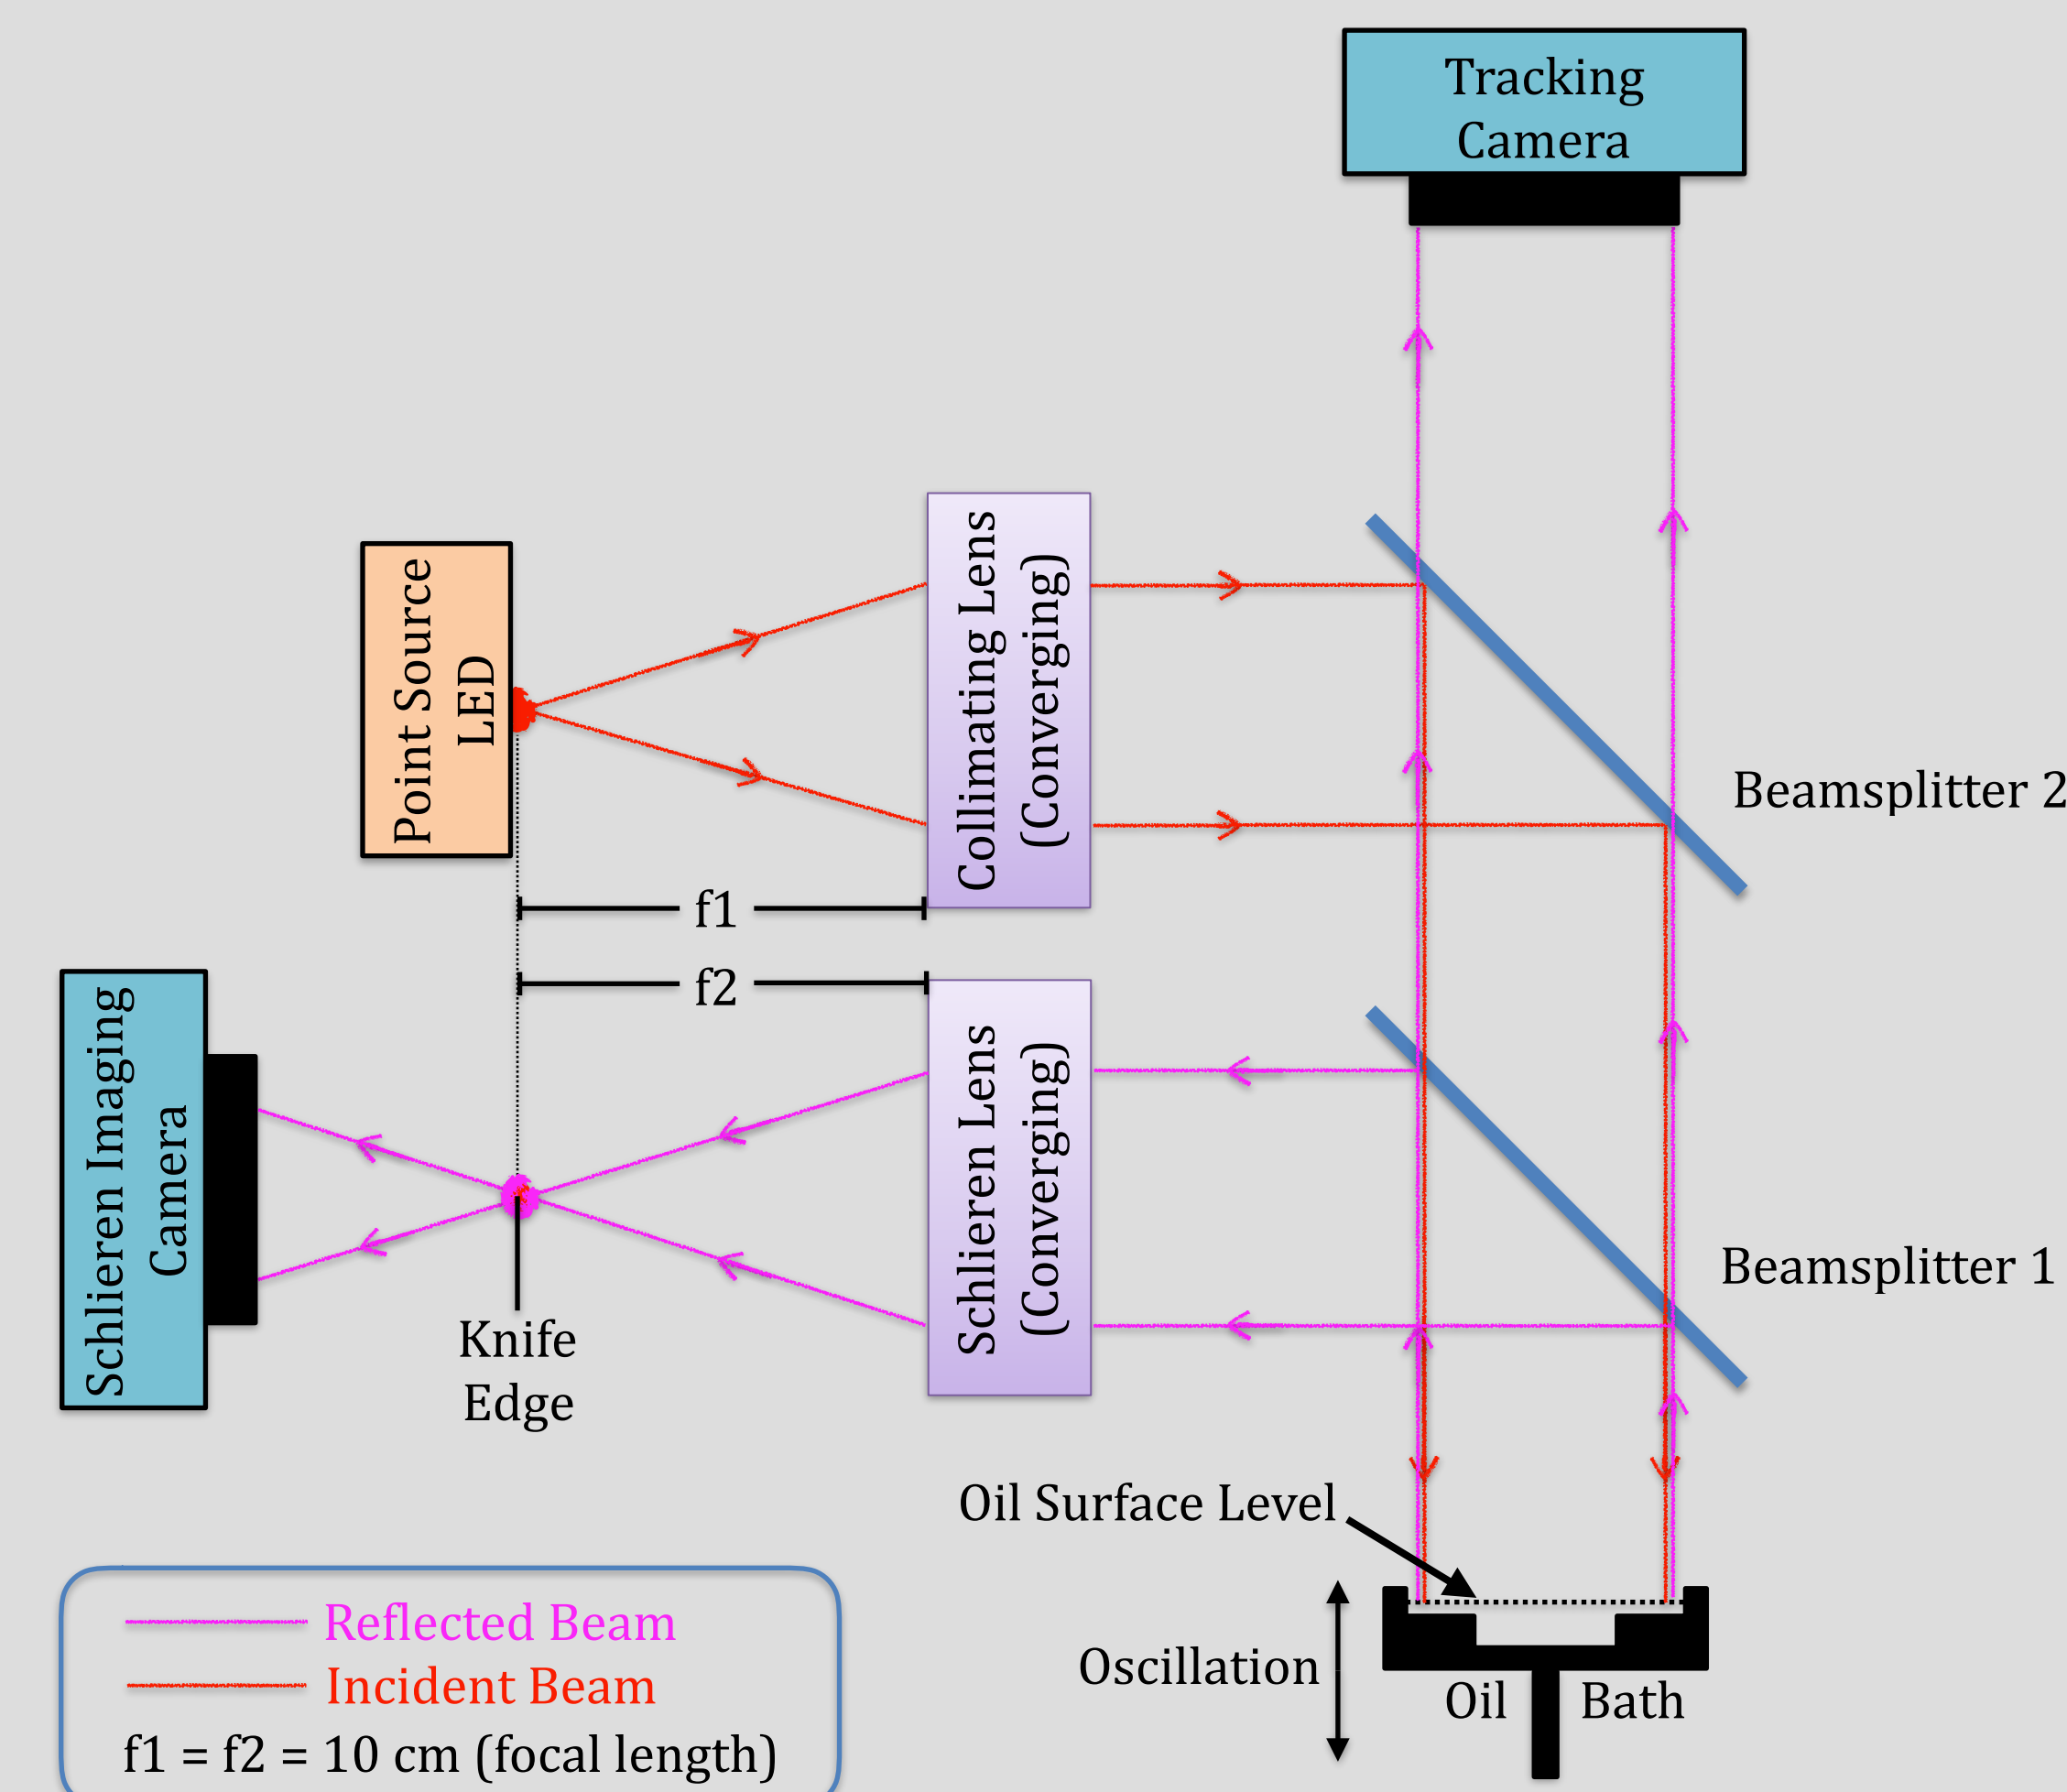 Tracking
Camera
Point Source
LED
Collimating Lens
(Converging)
Beamsplitter 2
f1
f2
Schlieren Imaging
Camera
Schlieren Lens
(Converging)
Beamsplitter 1
Knife
Edge
Oil Surface Level
Oscillation
Oil Bath
Reflected Beam
Incident Beam
f1 = f2 = 10 cm (focal length)